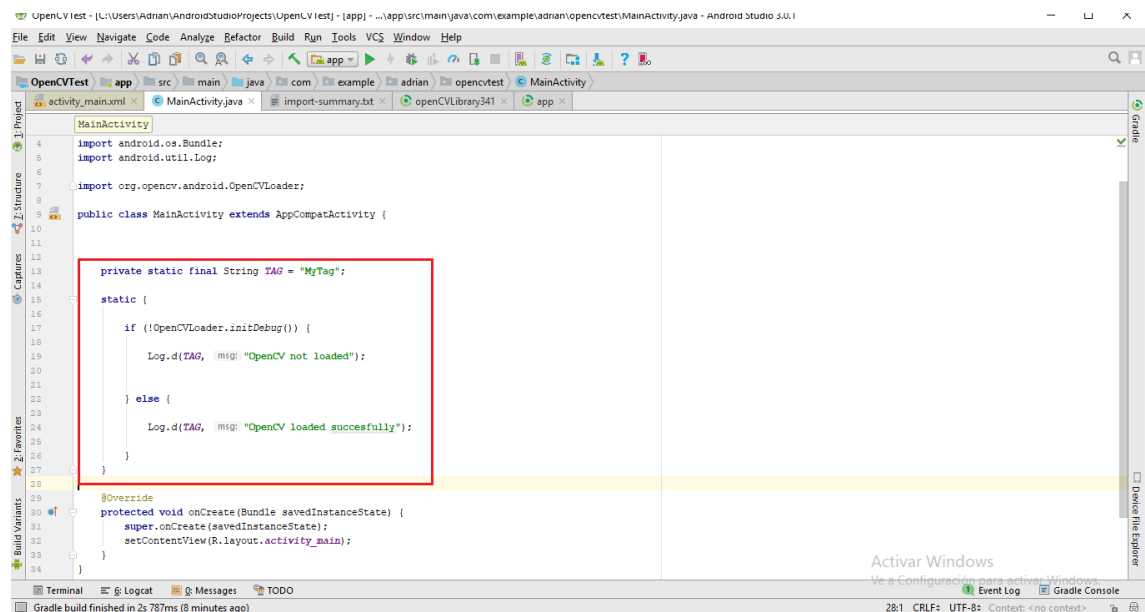 OpenCVTest - [C:\Users\Adrian\AndroidStudioProjects\OpenCVTest] - [app] - ...\app\src\main\java\com\example\adrian\opencvtest\MainActivity.java - Android Studio 3.0.1
File Edit View Navigate Code Analyze Refactor Build Run Tools VCS Window Help
app
OpenCVTest app src main java com example adrian opencvtest MainActivity
activity_main.xml MainActivity.java import-summary.txt openCVLibrary341 app
MainActivity
1: Project
7: Structure
Captures
2: Favorites
Build Variants
4 import android.os.Bundle;
5 import android.util.Log;
6
7 import org.opencv.android.OpenCVLoader;
8
9 public class MainActivity extends AppCompatActivity {
10
11
12
13 private static final String TAG = "MyTag";
14
15 static {
16
17 if (!OpenCVLoader.initDebug()) {
18
19 Log.d(TAG, msg: "OpenCV not loaded");
20
21
22 } else {
23
24 Log.d(TAG, msg: "OpenCV loaded succesfully");
25
26 }
27 }
28
29 @Override
30 protected void onCreate(Bundle savedInstanceState) {
31 super.onCreate(savedInstanceState);
32 setContentView(R.layout.activity_main);
33 }
34 }
Gradle
Device File Explorer
Activar Windows
Ve a Configuración para activar Windows.
Terminal 6: Logcat 0: Messages TODO 1 Event Log Gradle Console
Gradle build finished in 2s 787ms (8 minutes ago) 28:1 CRLF UTF-8 Context: <no context>